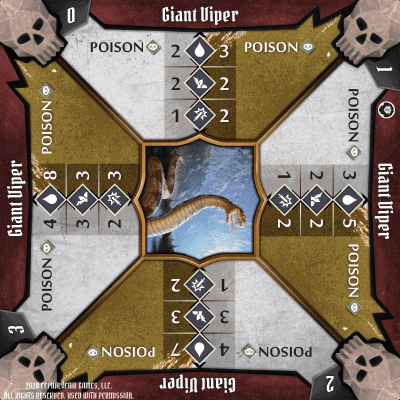 0
Giant Viper
POISON 2 3 POISON
2 2
1 2
1
Giant Viper
POISON 3 5 POISON
2 2
1 2
2
Giant Viper
POISON 4 7 POISON
3 3
1 2
3
Giant Viper
POISON 4 8 POISON
3 3
2 3
2020 CEPHALOFAIR GAMES, LLC.
ALL RIGHTS RESERVED. USED WITH PERMISSION.